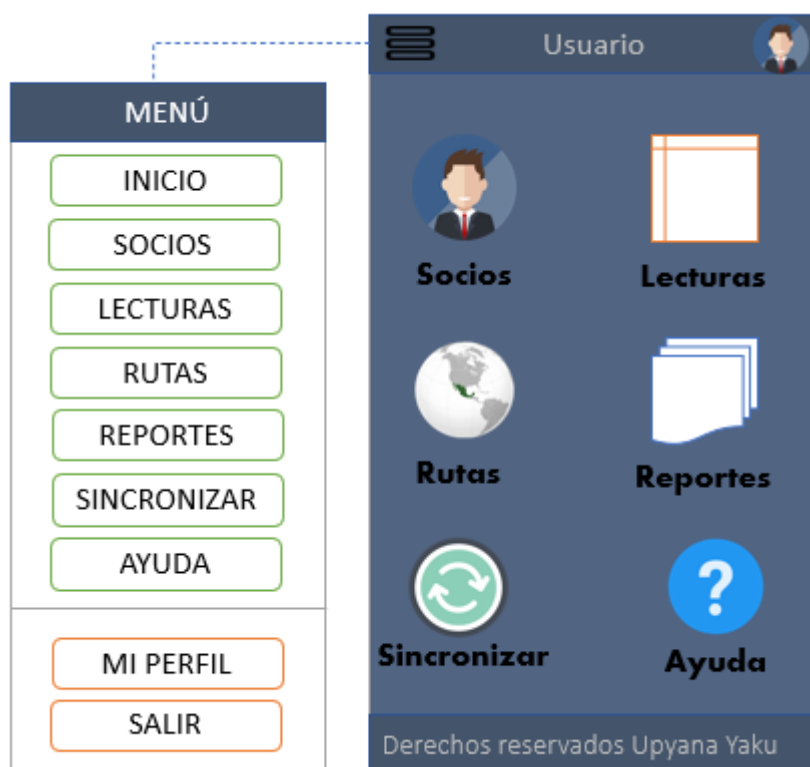 MENÚ
INICIO
SOCIOS
LECTURAS
RUTAS
REPORTES
SINCRONIZAR
AYUDA
MI PERFIL
SALIR
Usuario
Socios
Lecturas
Rutas
Reportes
Sincronizar
?
Ayuda
Derechos reservados Upyana Yaku